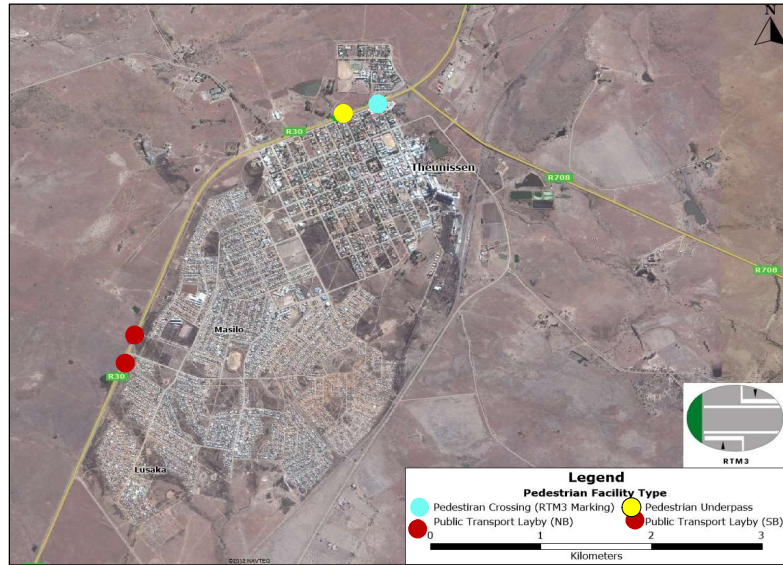 N
R30
Theunissen
R708
R708
Masilo
R30
Lusaka
RTM3
Legend
Pedestrian Facility Type
Pedestiran Crossing (RTM3 Marking)
Pedestrian Underpass
Public Transport Layby (NB)
Public Transport Layby (SB)
0 1 2 3
Kilometers
©2012 NAVTEQ